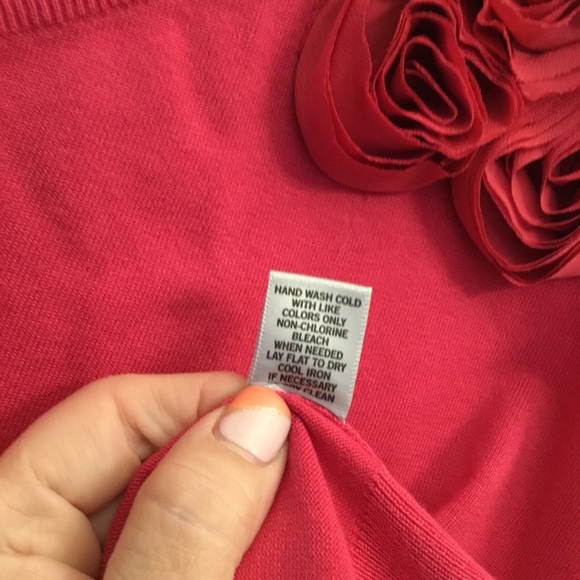 HAND WASH COLD
WITH LIKE
COLORS ONLY
NON-CHLORINE
BLEACH
WHEN NEEDED
LAY FLAT TO DRY
COOL IRON
IF NECESSARY
CLEAN